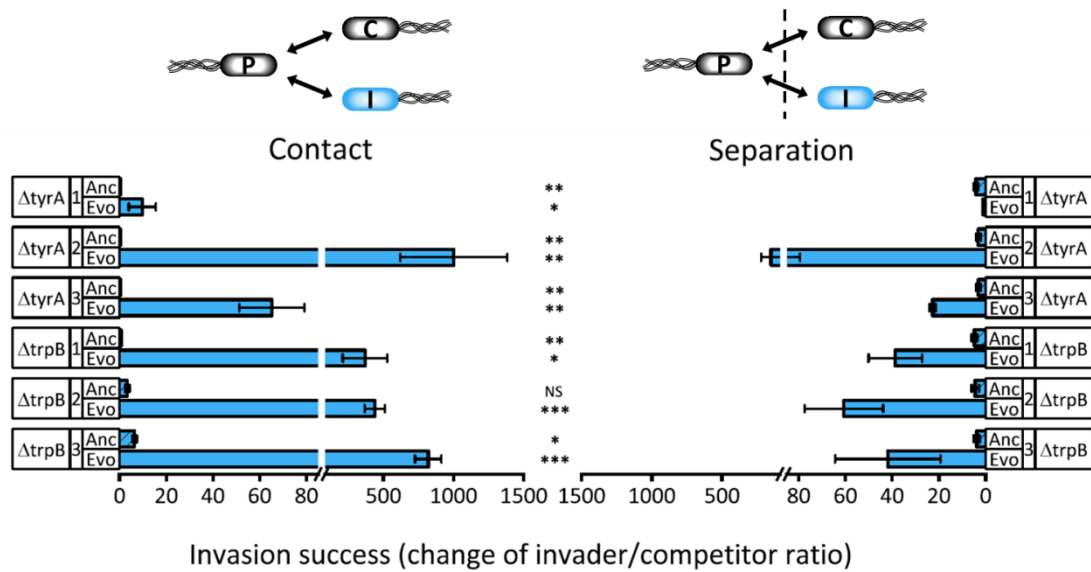 C
P
I
C
P
I
Contact
Separation
ΔtyrA 1 Anc ** Anc 1 ΔtyrA
Evo * Evo
ΔtyrA 2 Anc ** Anc 2 ΔtyrA
Evo ** Evo
ΔtyrA 3 Anc ** Anc 3 ΔtyrA
Evo ** Evo
ΔtrpB 1 Anc ** Anc 1 ΔtrpB
Evo * Evo
ΔtrpB 2 Anc NS Anc 2 ΔtrpB
Evo *** Evo
ΔtrpB 3 Anc * Anc 3 ΔtrpB
Evo *** Evo
0 20 40 60 80 500 1000 1500 1500 1000 500 80 60 40 20 0
Invasion success (change of invader/competitor ratio)